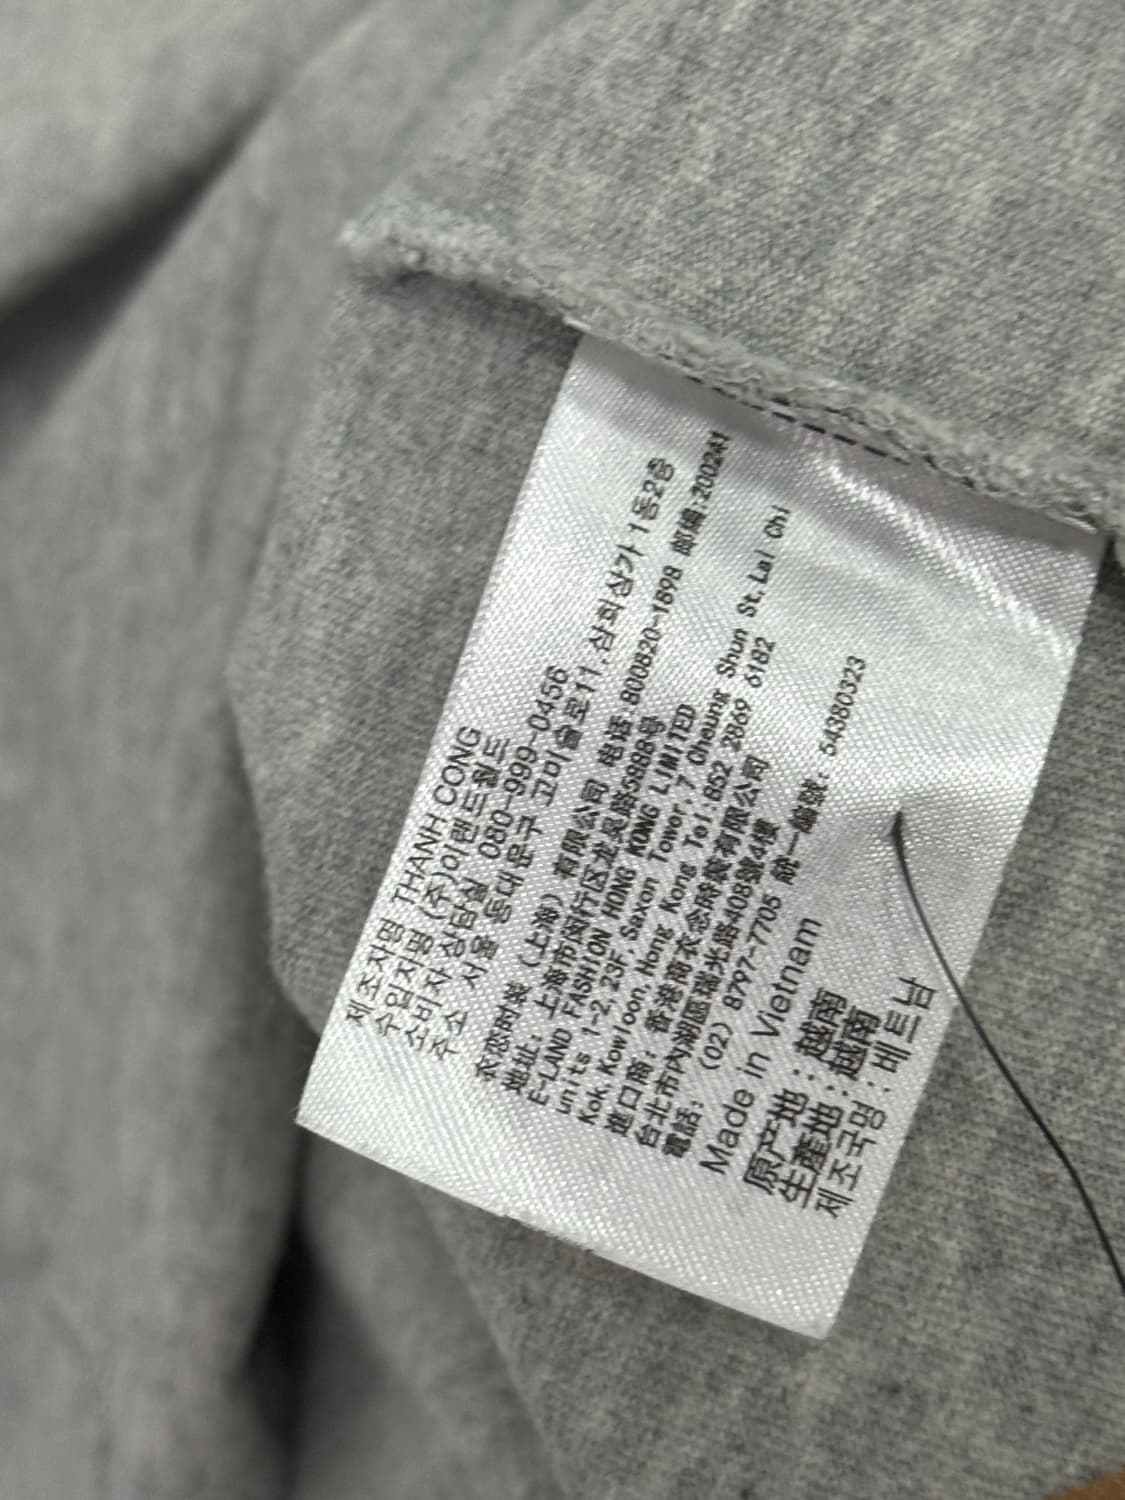 제조자명 THANH CONG
수입자명 (주)이랜드월드
소비자 상담실 080-999-0456
주소 서울 동대문구 고미술로11,삼희상가 1동2층
衣恋时装 (上海) 有限公司 电话 800820-1898 邮编:200241
地址: 上海市闵行区龙吴路5888号
E-LAND FASHION HONG KONG LIMITED
units 1-2,23F,Saxon Tower,7 Cheung Shun St.Lai Chi
Kok,Kowloon,Hong Kong Tel:852 2869 6182
進口商: 香港商衣念時裝有限公司
台北市內湖區瑞光路408號4樓
電話: (02) 8797-7705 統一編號: 54380323
Made in Vietnam
原产地:越南
生產地:越南
제조국명:베트남